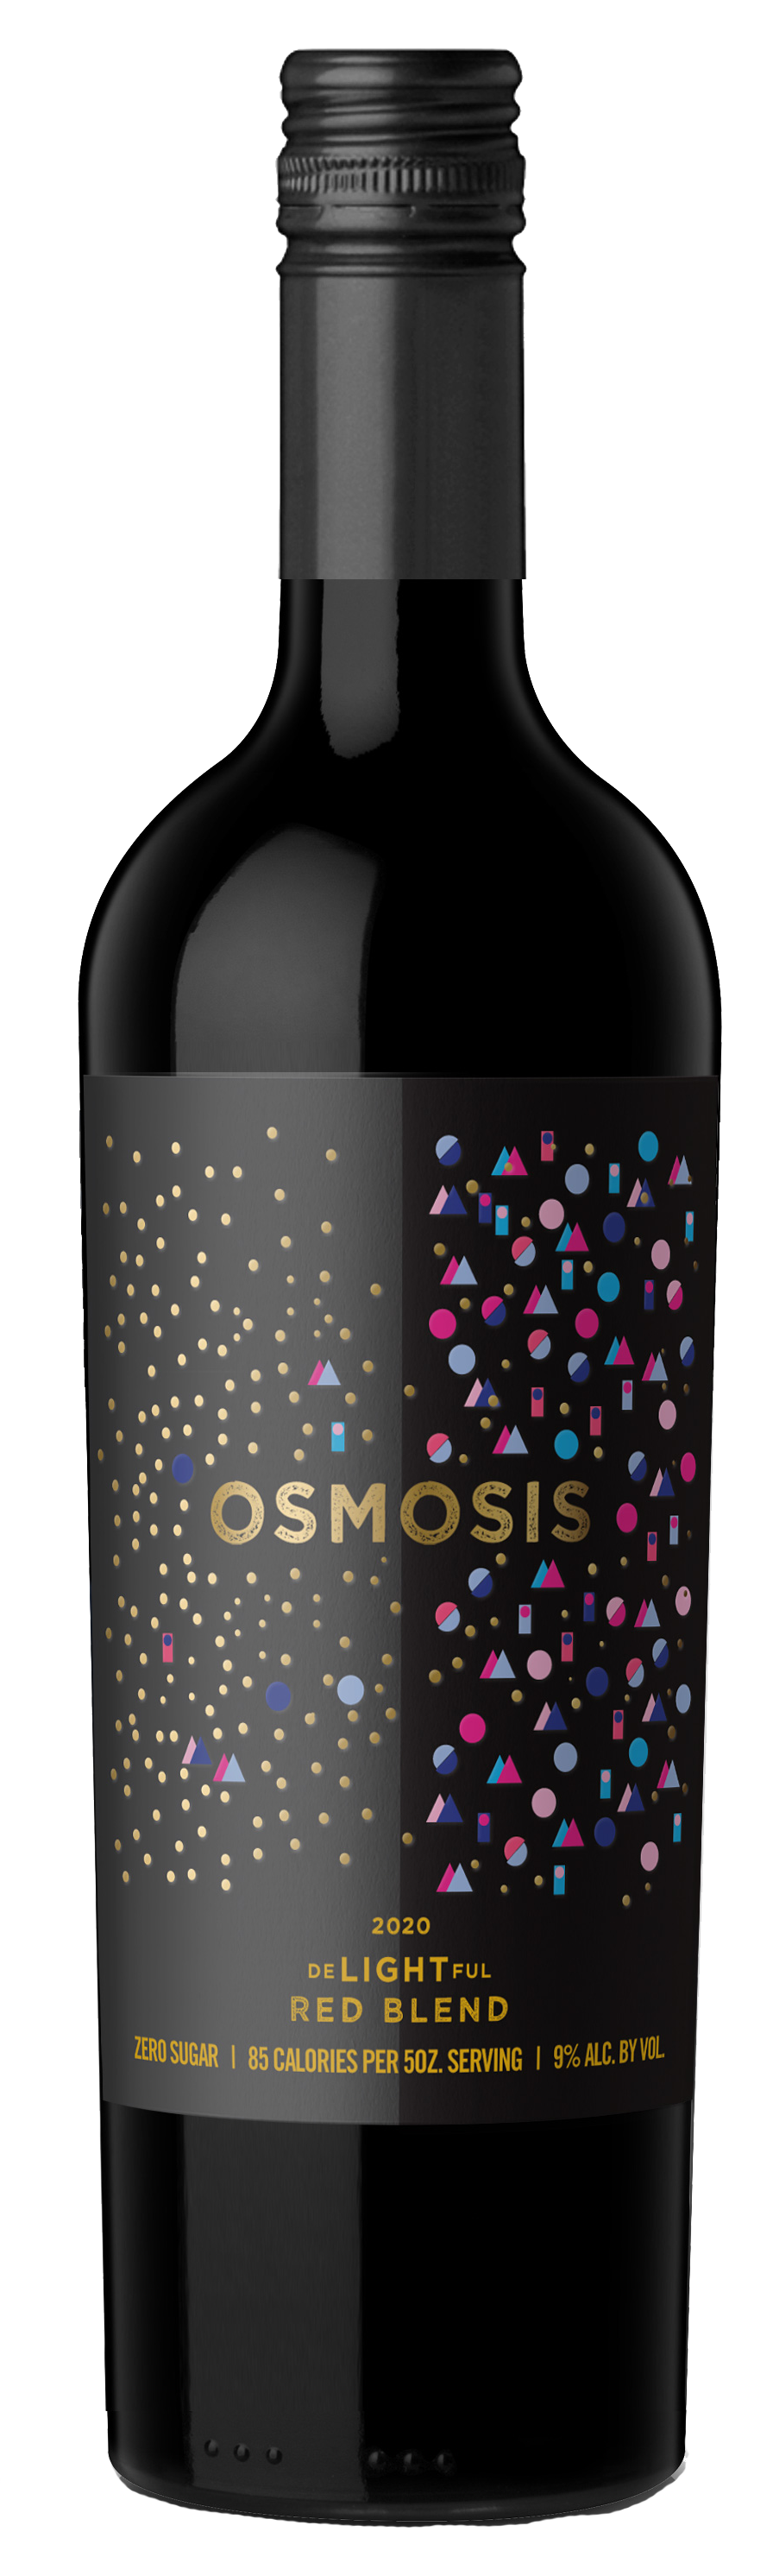 OSMOSIS
2020
DELIGHTFUL
RED BLEND
ZERO SUGAR | 85 CALORIES PER 5OZ. SERVING | 9% ALC. BY VOL.